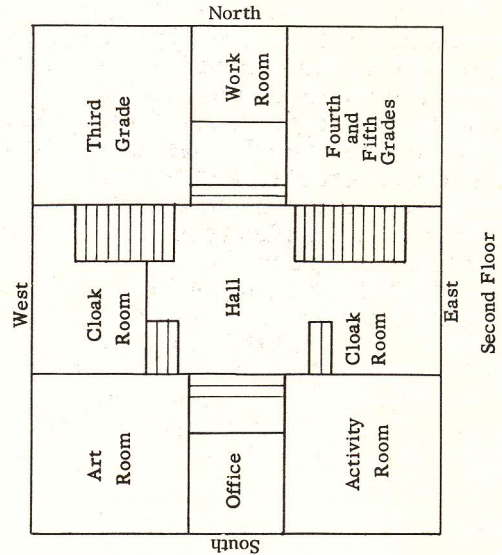 North
Third
Grade
Work
Room
Fourth
and
Fifth
Grades
West
Cloak
Room
Hall
Cloak
Room
East
Second Floor
Art
Room
Office
Activity
Room
South